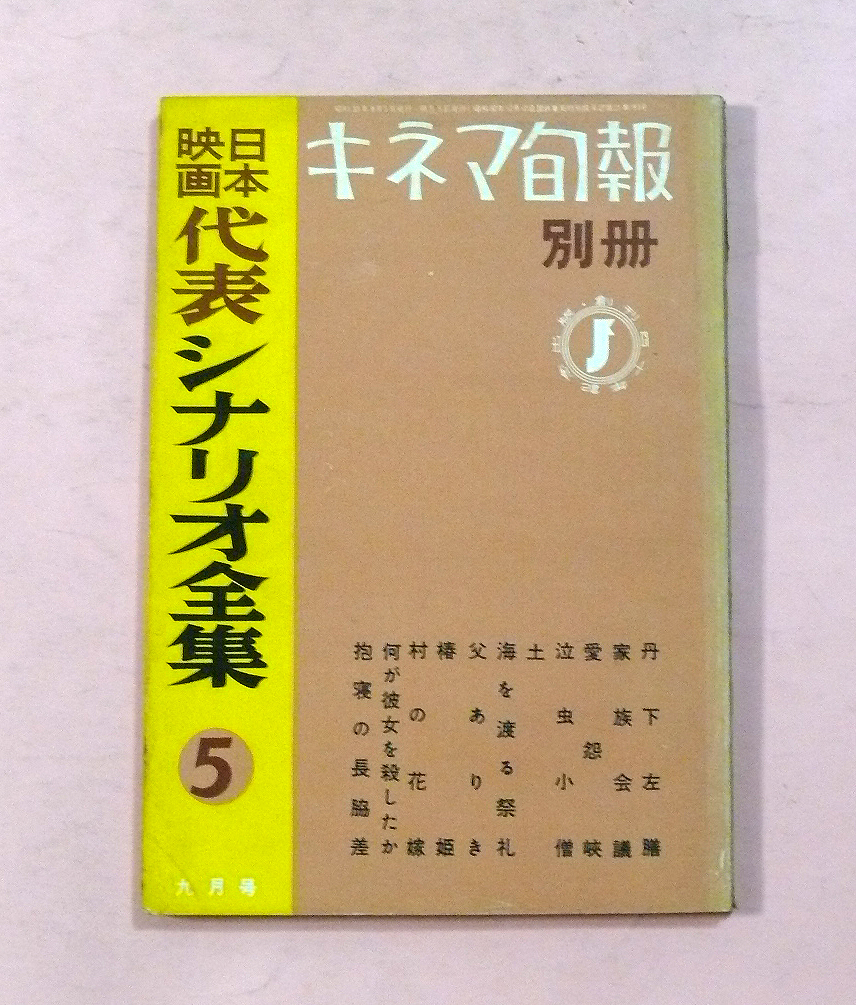 キネマ旬報
別冊
日本映画
代表シナリオ全集
5
九月号
丹下左膳
家族会議
愛怨峡
泣虫小僧
土
海を渡る祭礼
父ありき
椿姫
村の花嫁
何が彼女を殺したか
抱寝の長脇差